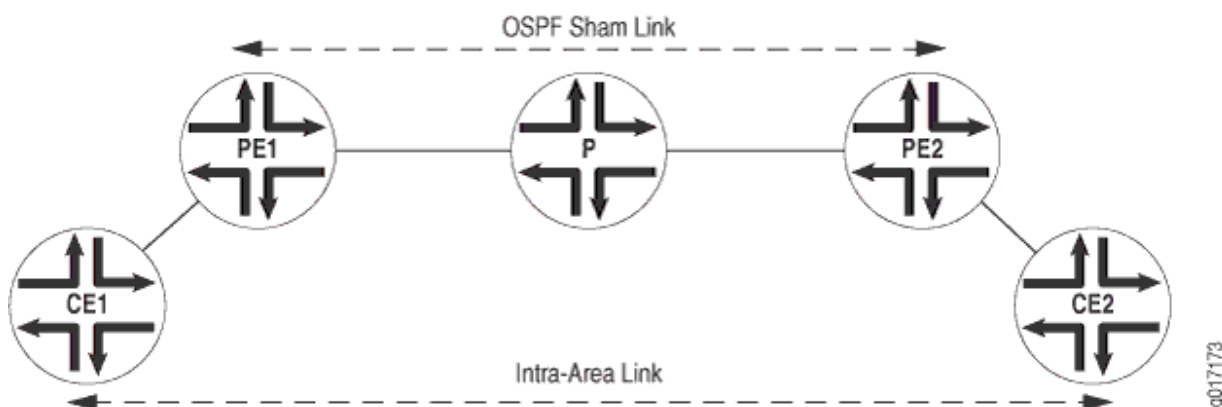 OSPF Sham Link
PE1
P
PE2
CE1
CE2
Intra-Area Link
g017173